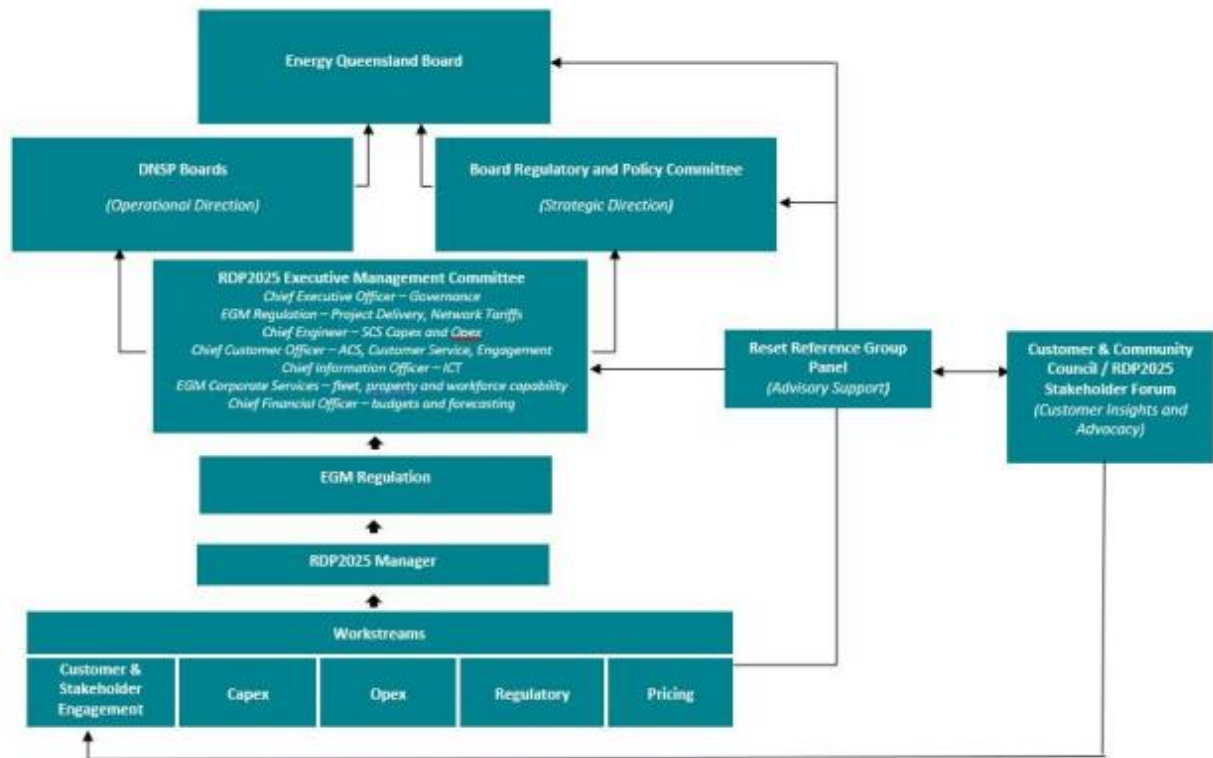 Energy Queensland Board
DNSP Boards
(Operational Direction)
Board Regulatory and Policy Committee
(Strategic Direction)
RDP2025 Executive Management Committee
Chief Executive Officer – Governance
EGM Regulation – Project Delivery, Network Tariffs
Chief Engineer – SCS Capex and Opex
Chief Customer Officer – ACS, Customer Service, Engagement
Chief Information Officer – ICT
EGM Corporate Services – fleet, property and workforce capability
Chief Financial Officer – budgets and forecasting
Reset Reference Group
Panel
(Advisory Support)
Customer & Community
Council / RDP2025
Stakeholder Forum
(Customer Insights and
Advocacy)
EGM Regulation
RDP2025 Manager
Workstreams
Customer &
Stakeholder
Engagement
Capex
Opex
Regulatory
Pricing